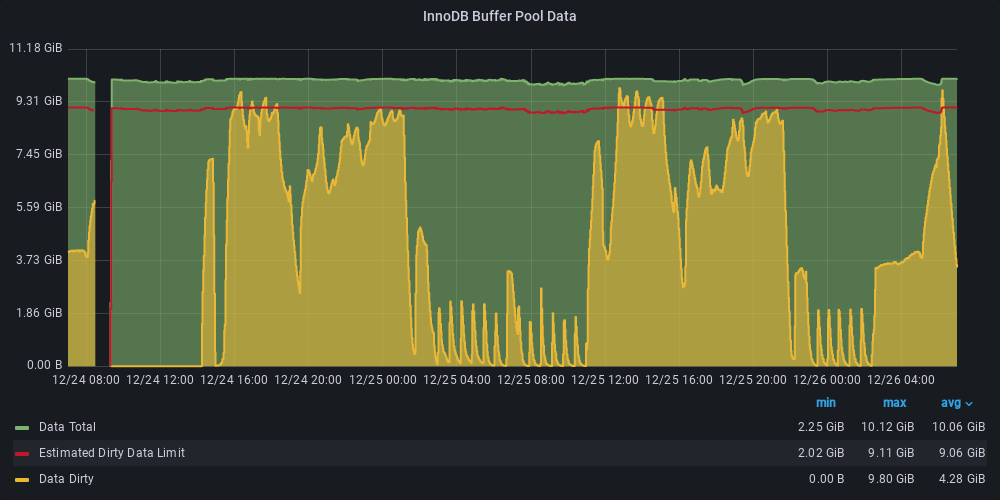 InnoDB Buffer Pool Data
11.18 GiB
9.31 GiB
7.45 GiB
5.59 GiB
3.73 GiB
1.86 GiB
0.00 B
12/24 08:00 12/24 12:00 12/24 16:00 12/24 20:00 12/25 00:00 12/25 04:00 12/25 08:00 12/25 12:00 12/25 16:00 12/25 20:00 12/26 00:00 12/26 04:00
min max avg
Data Total 2.25 GiB 10.12 GiB 10.06 GiB
Estimated Dirty Data Limit 2.02 GiB 9.11 GiB 9.06 GiB
Data Dirty 0.00 B 9.80 GiB 4.28 GiB